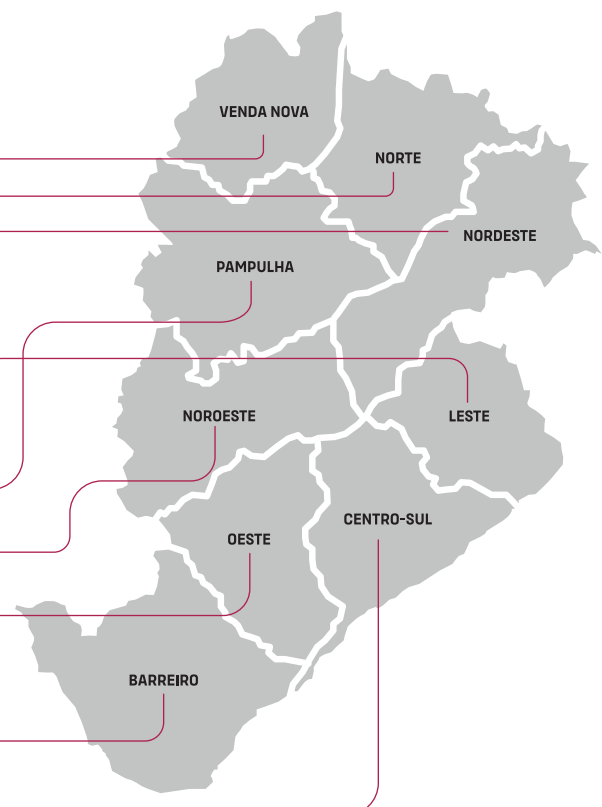 VENDA NOVA
NORTE
NORDESTE
PAMPULHA
NOROESTE
LESTE
CENTRO-SUL
OESTE
BARREIRO